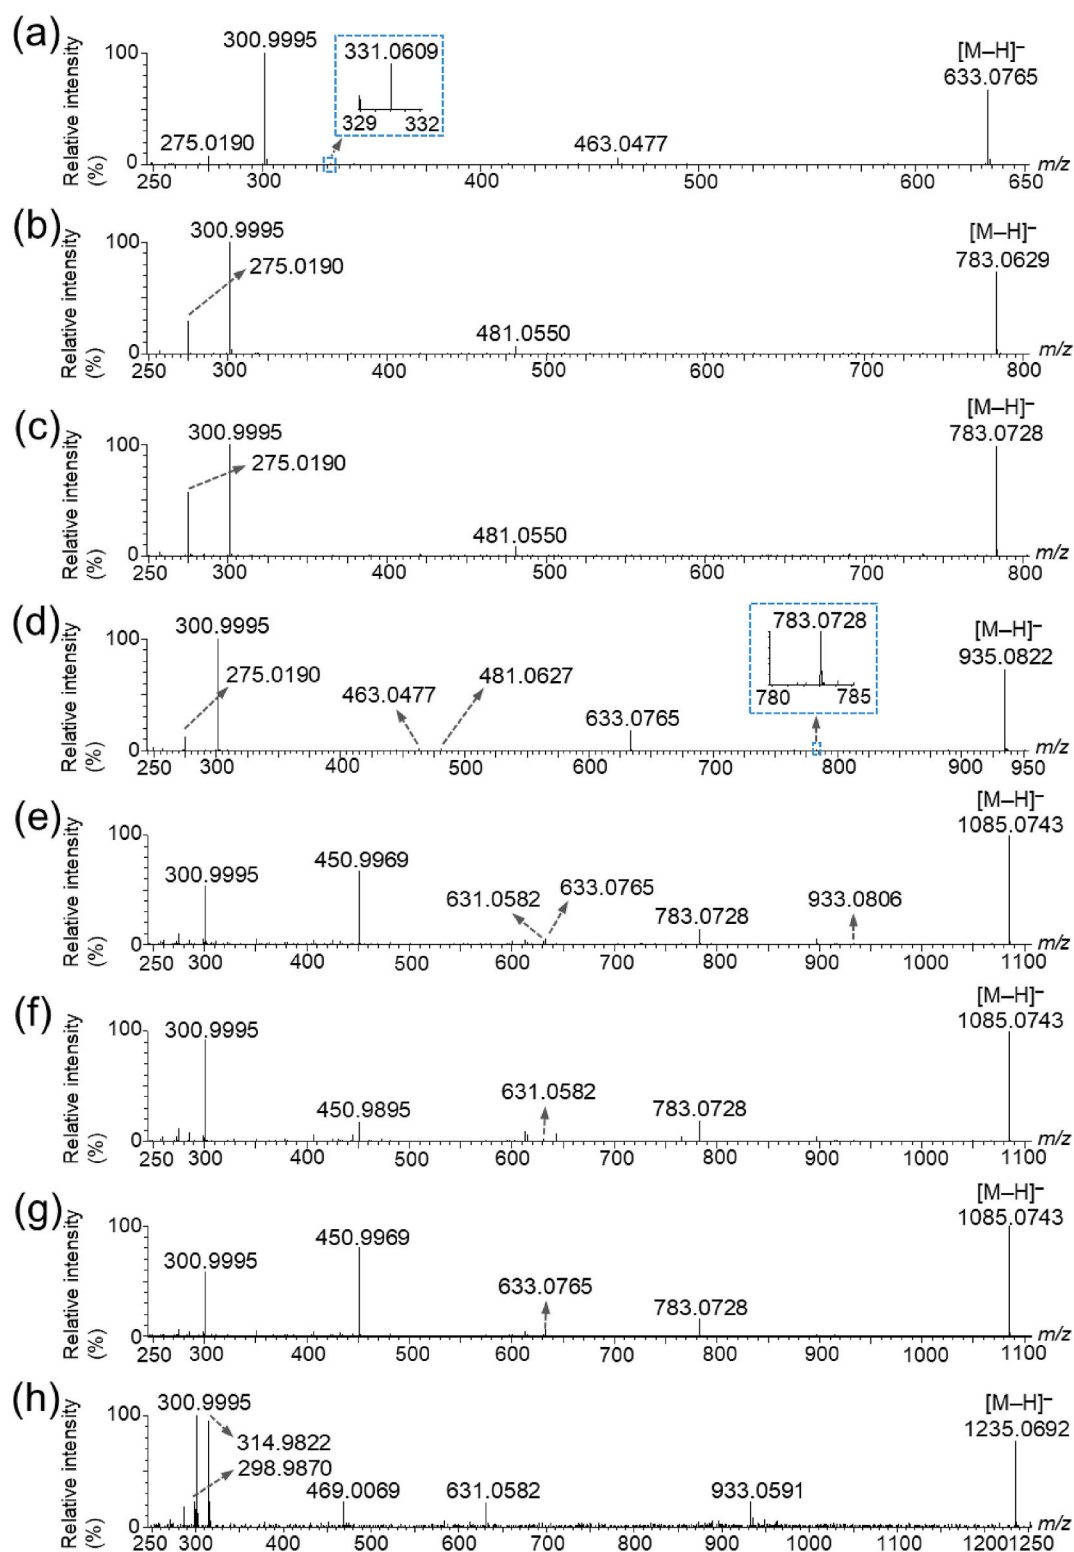 (a)
Relative intensity
(%)
100
0
300.9995
331.0609
329 332
275.0190
463.0477
[M–H]–
633.0765
250 300 400 500 600 650 m/z
(b)
Relative intensity
(%)
100
0
300.9995
275.0190
481.0550
[M–H]–
783.0629
250 300 400 500 600 700 800 m/z
(c)
Relative intensity
(%)
100
0
300.9995
275.0190
481.0550
[M–H]–
783.0728
250 300 400 500 600 700 800 m/z
(d)
Relative intensity
(%)
100
0
300.9995
275.0190
463.0477
481.0627
633.0765
783.0728
780 785
[M–H]–
935.0822
250 300 400 500 600 700 800 900 950 m/z
(e)
Relative intensity
(%)
100
0
300.9995
450.9969
631.0582
633.0765
783.0728
933.0806
[M–H]–
1085.0743
250 300 400 500 600 700 800 900 1000 1100 m/z
(f)
Relative intensity
(%)
100
0
300.9995
450.9895
631.0582
783.0728
[M–H]–
1085.0743
250 300 400 500 600 700 800 900 1000 1100 m/z
(g)
Relative intensity
(%)
100
0
300.9995
450.9969
633.0765
783.0728
[M–H]–
1085.0743
250 300 400 500 600 700 800 900 1000 1100 m/z
(h)
Relative intensity
(%)
100
0
300.9995
314.9822
298.9870
469.0069
631.0582
933.0591
[M–H]–
1235.0692
250 300 400 500 600 700 800 900 1000 1100 1200 1250 m/z